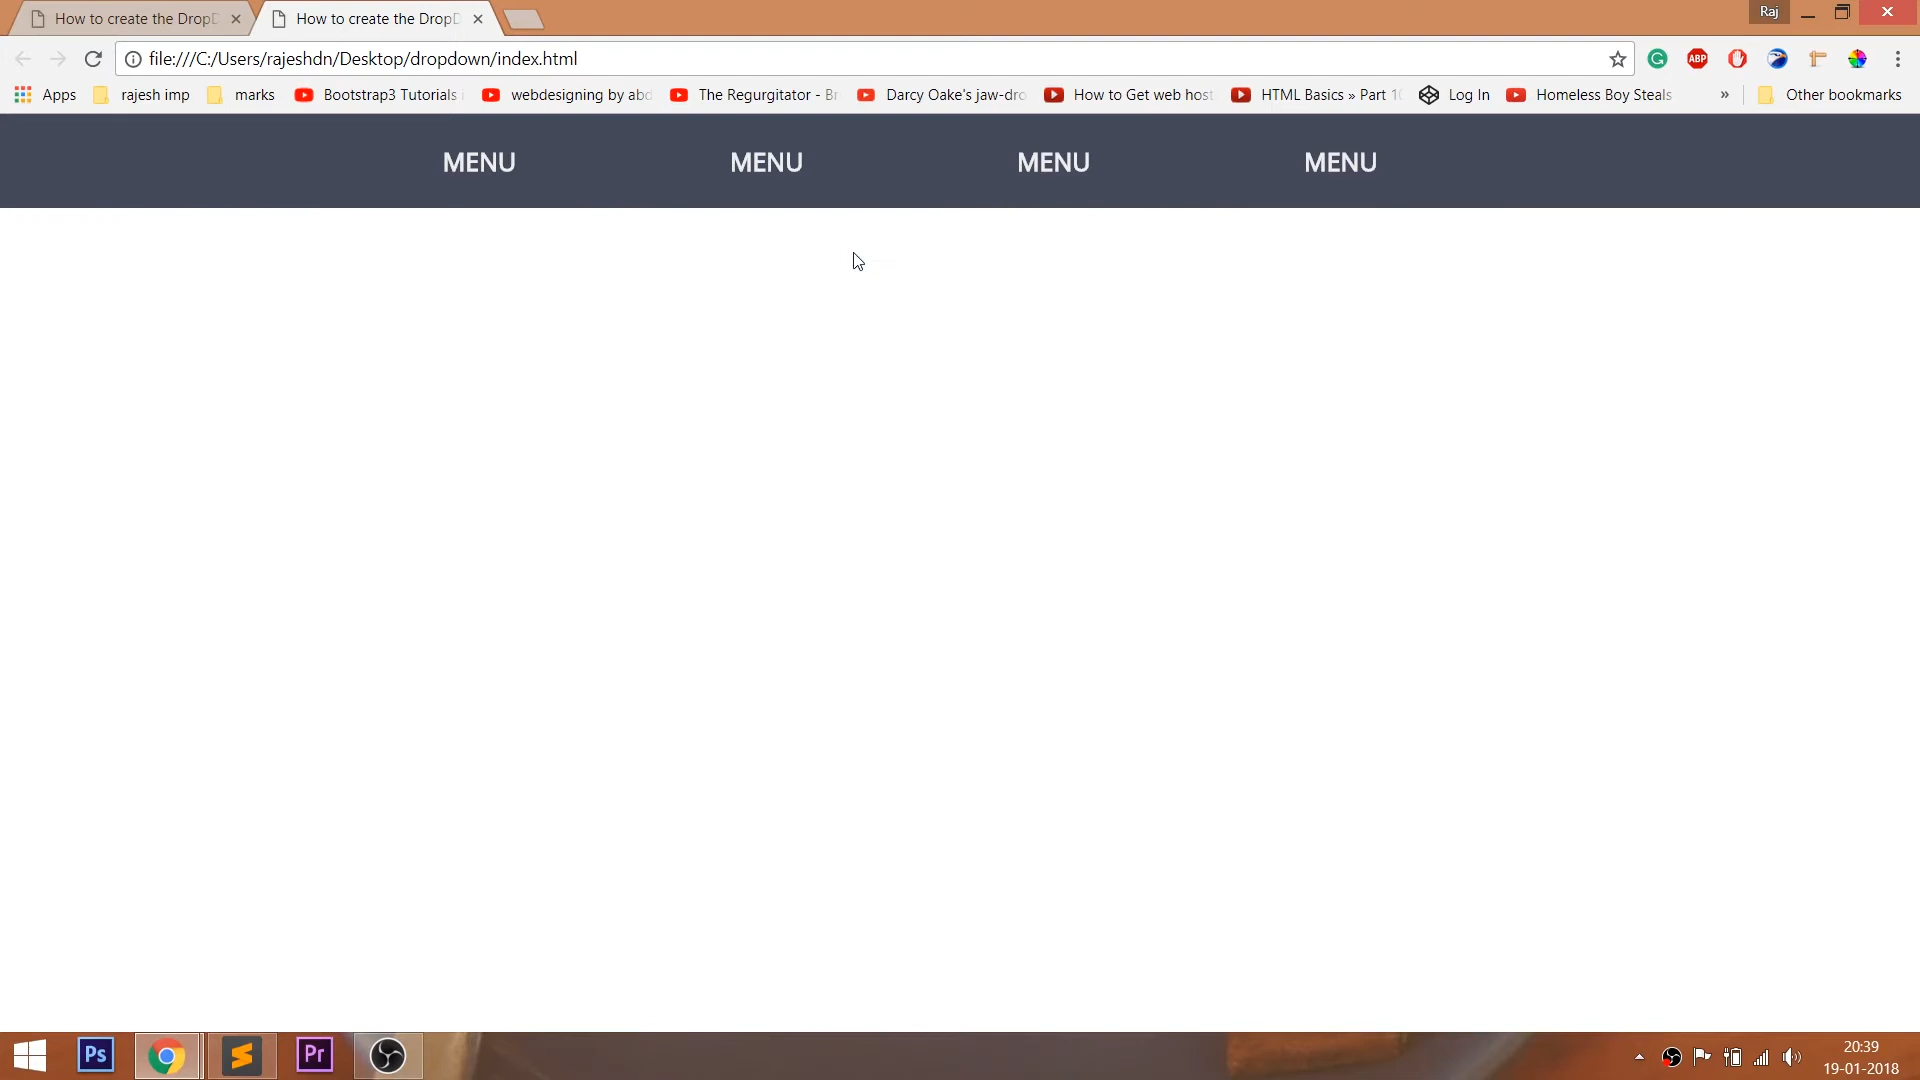 How to create the DropD
How to create the DropD
Raj
file:///C:/Users/rajeshdn/Desktop/dropdown/index.html
ABP
Apps
rajesh imp
marks
Bootstrap3 Tutorials i
webdesigning by abd
The Regurgitator - Br
Darcy Oake's jaw-dro
How to Get web host
HTML Basics » Part 10
Log In
Homeless Boy Steals
»
Other bookmarks
MENU
MENU
MENU
MENU
Ps
Pr
20:39
19-01-2018